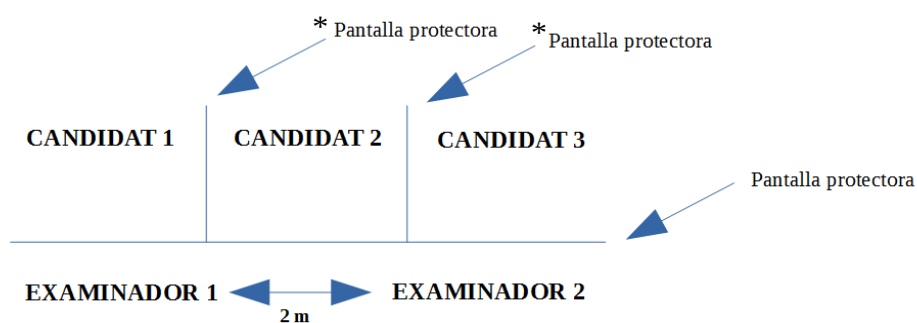 * Pantalla protectora
* Pantalla protectora
CANDIDAT 1
CANDIDAT 2
CANDIDAT 3
Pantalla protectora
EXAMINADOR 1
EXAMINADOR 2
2 m